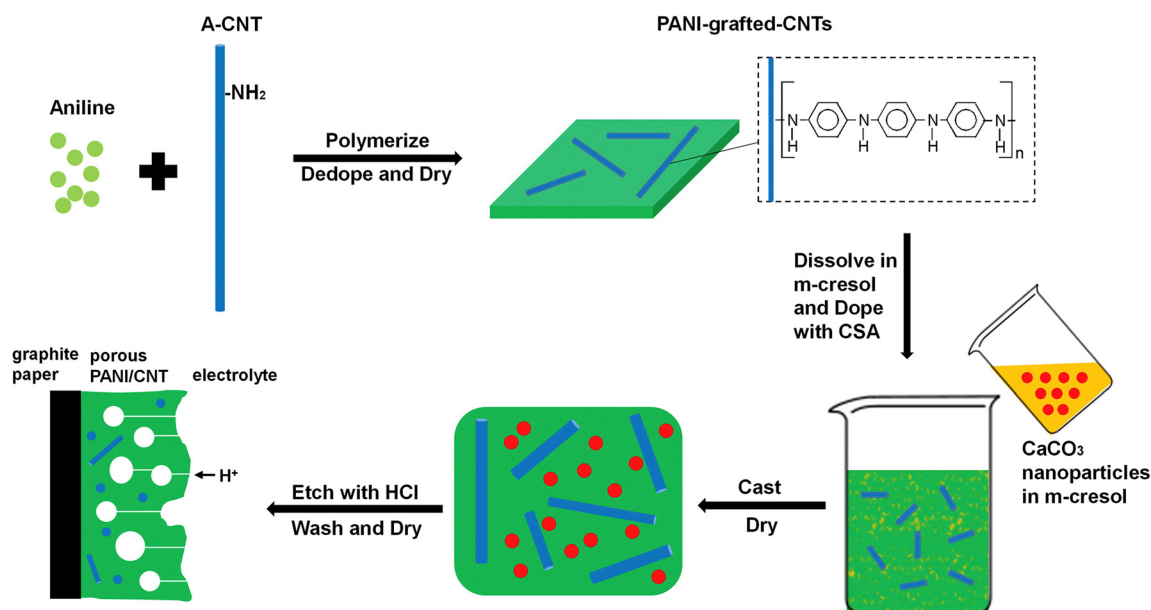 A-CNT
-NH₂
Aniline
Polymerize
Dedope and Dry
PANI-grafted-CNTs
N
H
N
H
N
H
N
H
n
Dissolve in
m-cresol
and Dope
with CSA
CaCO₃
nanoparticles
in m-cresol
Cast
Dry
Etch with HCl
Wash and Dry
graphite
paper
porous
PANI/CNT
electrolyte
H⁺